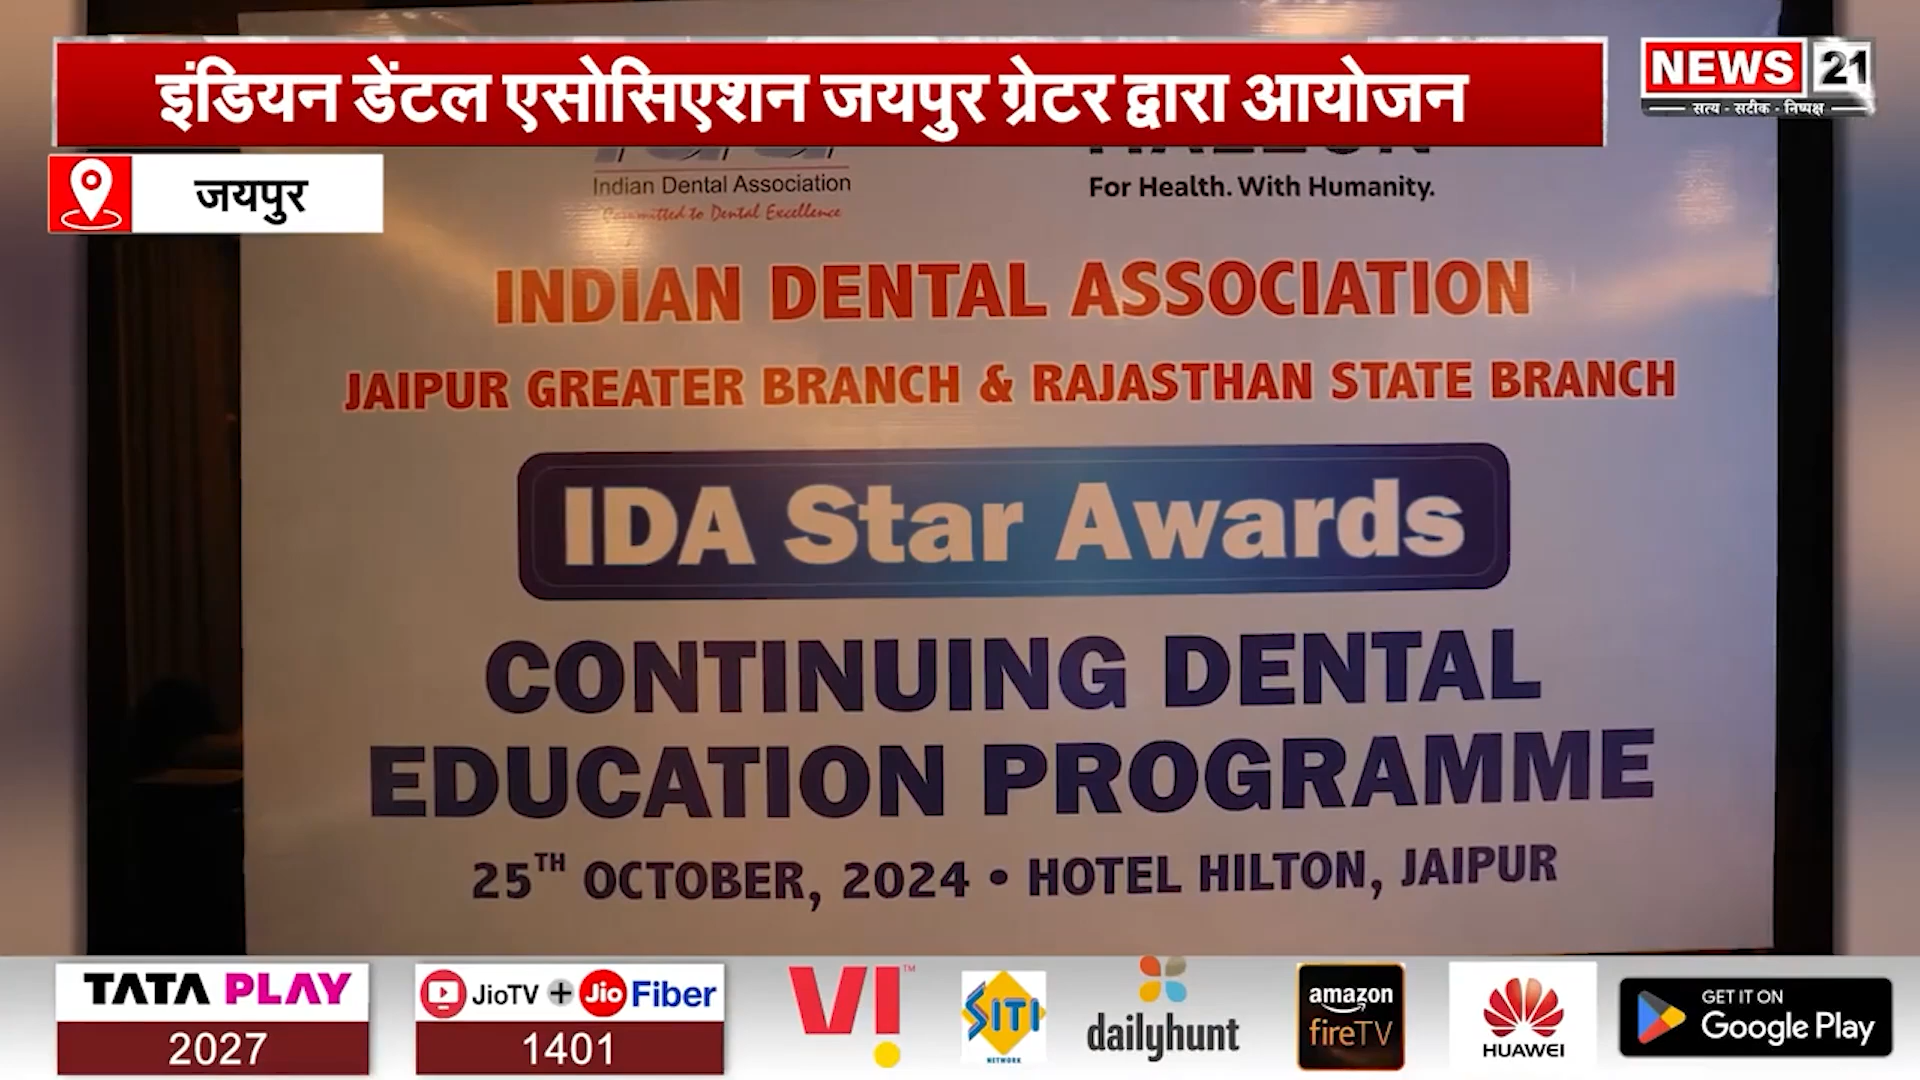 इंडियन डेंटल एसोसिएशन जयपुर ग्रेटर द्वारा आयोजन
NEWS 21
सत्य - सटीक - निष्पक्ष
जयपुर
Indian Dental Association
Committed to Dental Excellence
For Health. With Humanity.
INDIAN DENTAL ASSOCIATION
JAIPUR GREATER BRANCH & RAJASTHAN STATE BRANCH
IDA Star Awards
CONTINUING DENTAL
EDUCATION PROGRAMME
25TH OCTOBER, 2024 • HOTEL HILTON, JAIPUR
TATA PLAY
2027
JioTV + Jio Fiber
1401
VI™
SITI
NETWORK
dailyhunt
amazon
fireTV
HUAWEI
GET IT ON
Google Play